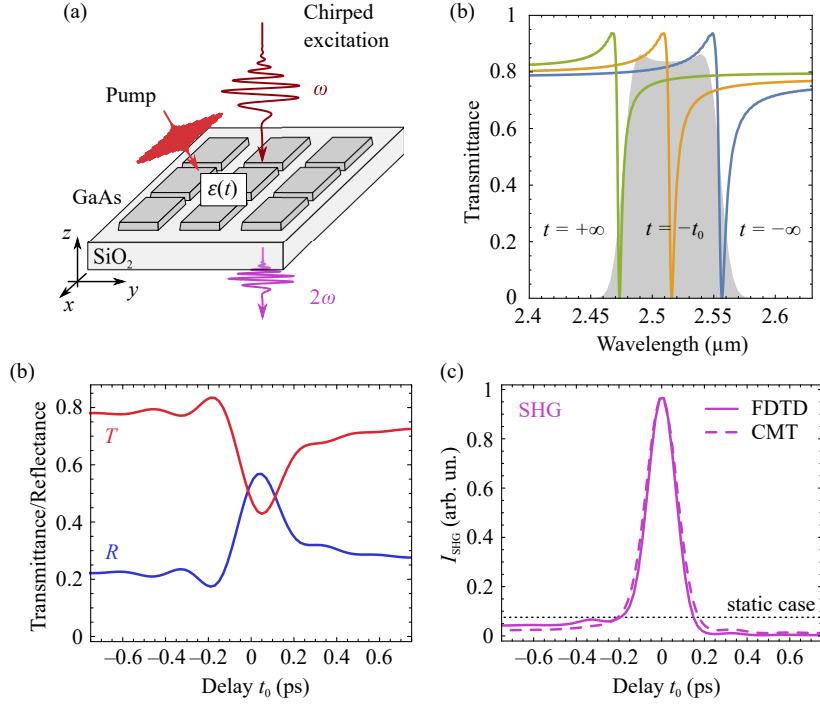 (a)
Chirped
excitation
ω
Pump
ε(t)
GaAs
SiO₂
z
y
x
2ω
(b)
1
0.8
0.6
0.4
0.2
0
Transmittance
t = +∞
t = −t₀
t = −∞
2.4
2.45
2.5
2.55
2.6
Wavelength (µm)
(b)
0.8
0.6
0.4
0.2
0
Transmittance/Reflectance
T
R
−0.6
−0.4
−0.2
0
0.2
0.4
0.6
Delay t₀ (ps)
(c)
1
0.8
0.6
0.4
0.2
0
I_SHG (arb. un.)
SHG
FDTD
CMT
static case
−0.6
−0.4
−0.2
0
0.2
0.4
0.6
Delay t₀ (ps)